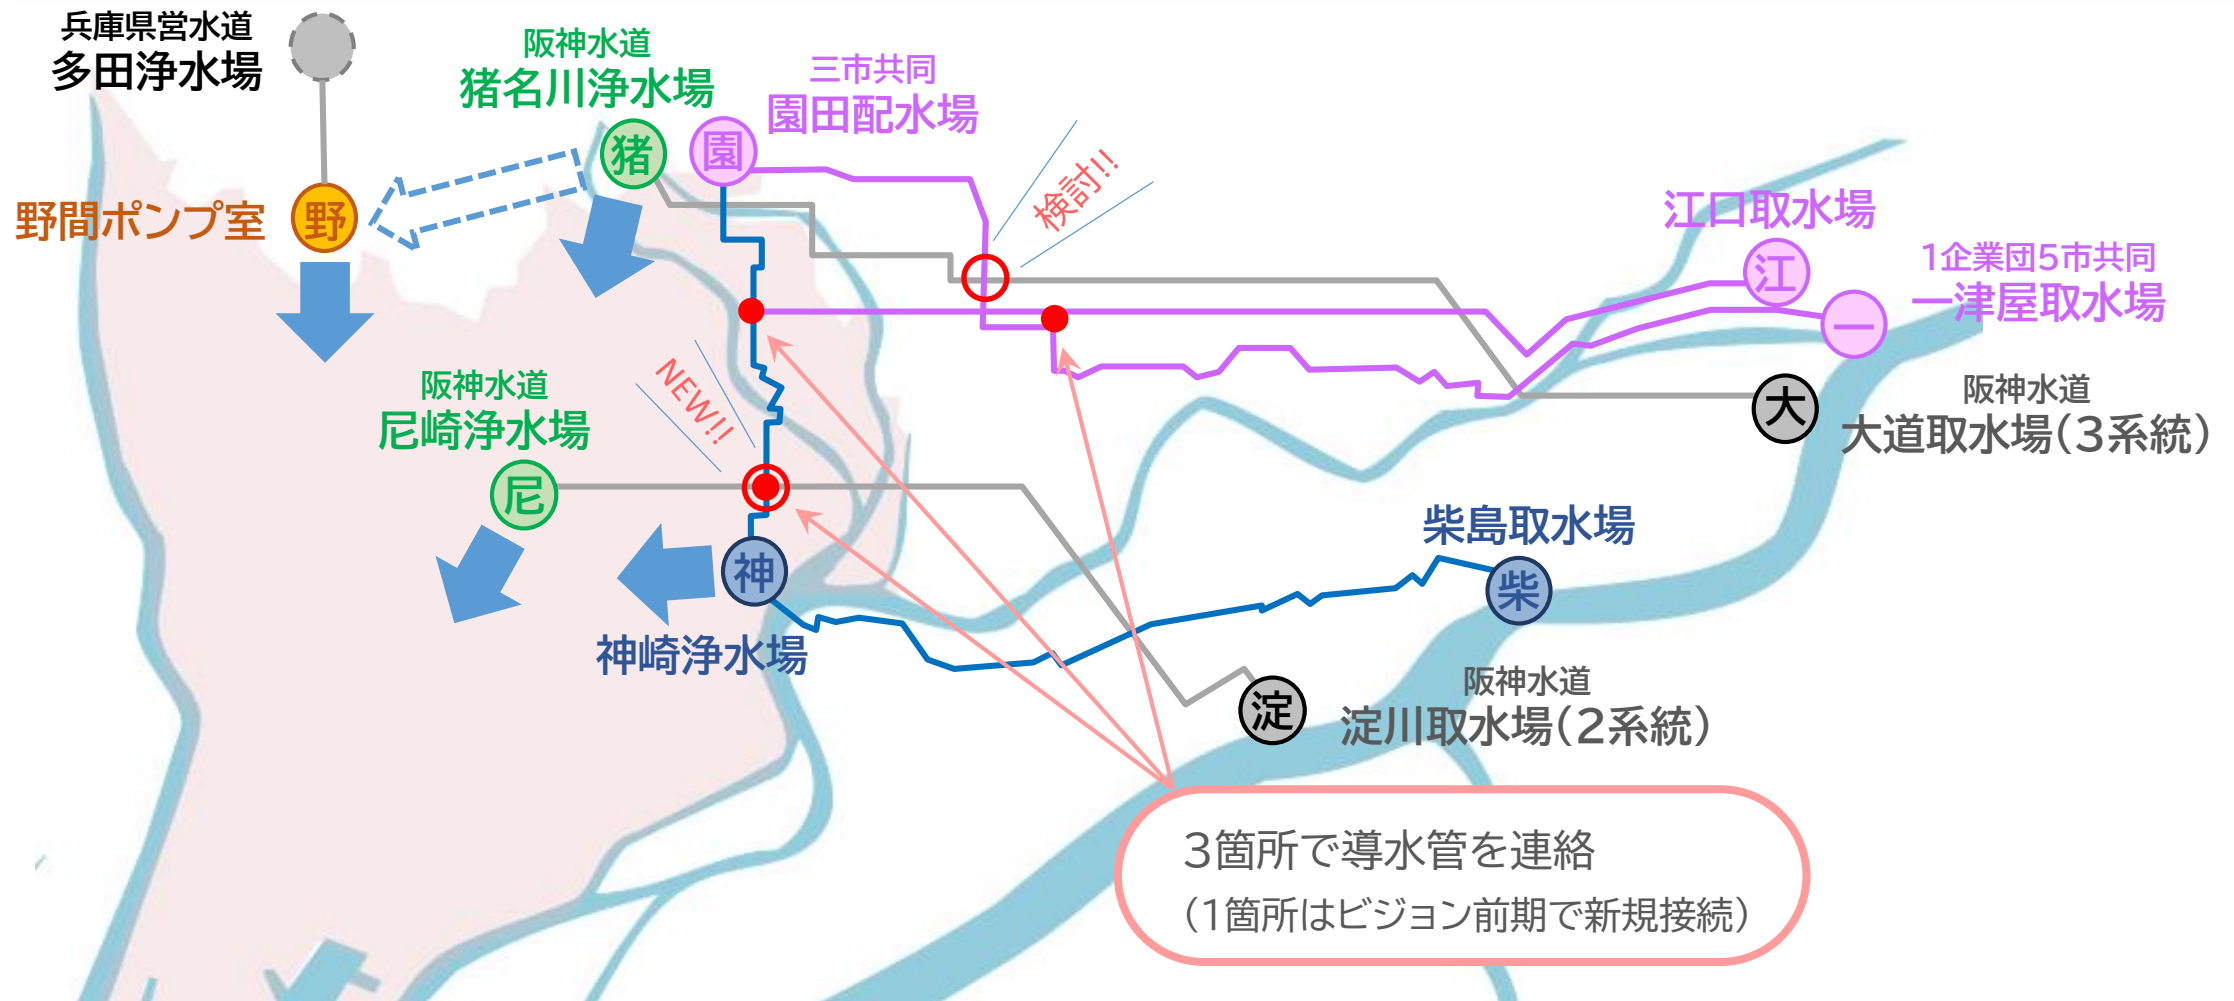 兵庫県営水道
多田浄水場
阪神水道
猪名川浄水場
三市共同
園田配水場
猪
園
検討!!
野間ポンプ室
野
江口取水場
江
1企業団5市共同
一津屋取水場
一
NEW!!
阪神水道
尼崎浄水場
尼
阪神水道
大道取水場(3系統)
大
神
神崎浄水場
柴島取水場
柴
淀
阪神水道
淀川取水場(2系統)
3箇所で導水管を連絡
(1箇所はビジョン前期で新規接続)